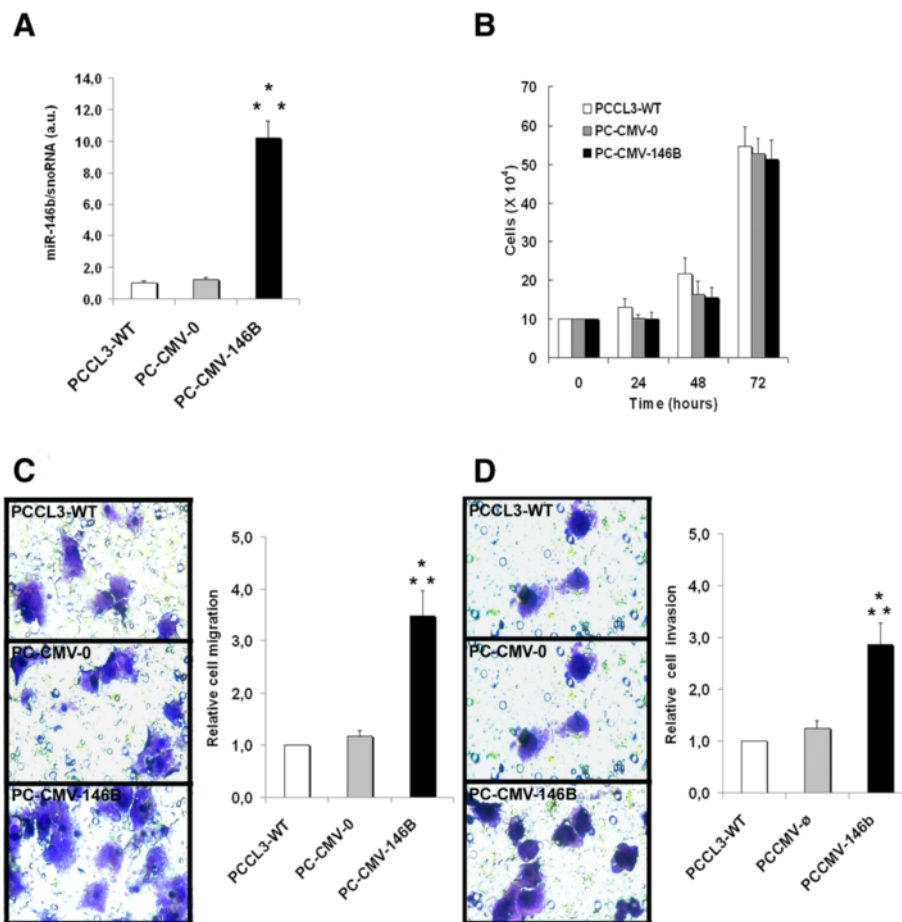 A
14,0
12,0
10,0
8,0
6,0
4,0
2,0
0,0
miR-146b/snoRNA (a.u.)
* * *
PCCL3-WT
PC-CMV-0
PC-CMV-146B
B
70
60
50
40
30
20
10
0
Cells (X 10⁴)
PCCL3-WT
PC-CMV-0
PC-CMV-146B
0 24 48 72
Time (hours)
C
PCCL3-WT
PC-CMV-0
PC-CMV-146B
5,0
4,0
3,0
2,0
1,0
0,0
Relative cell migration
* * *
PCCL3-WT
PC-CMV-0
PC-CMV-146B
D
PCCL3-WT
PC-CMV-0
PC-CMV-146B
5,0
4,0
3,0
2,0
1,0
0,0
Relative cell invasion
* * *
PCCL3-WT
PCCMV-ø
PCCMV-146b